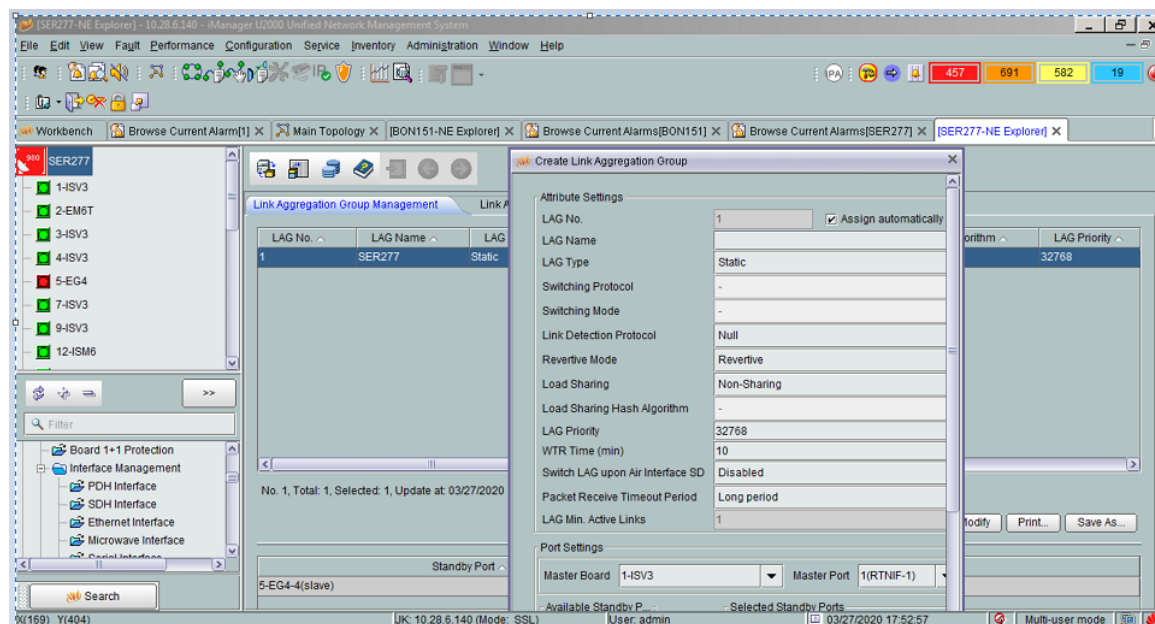 [SER277-NE Explorer] - 10.28.6.140 - iManager U2000 Unified Network Management System
File Edit View Fault Performance Configuration Service Inventory Administration Window Help
457 691 582 19
Workbench Browse Current Alarm[1] Main Topology [BON151-NE Explorer] Browse Current Alarms[BON151] Browse Current Alarms[SER277] [SER277-NE Explorer]
980 SER277
1-ISV3
2-EM6T
3-ISV3
4-ISV3
5-EG4
7-ISV3
9-ISV3
12-ISM6
>>
Filter
Board 1+1 Protection
Interface Management
PDH Interface
SDH Interface
Ethernet Interface
Microwave Interface
Serial Interface
Search
Link Aggregation Group Management Link A
LAG No. LAG Name LAG
1 SER277 Static
No. 1, Total: 1, Selected: 1, Update at: 03/27/2020
Standby Port
5-EG4-4(slave)
Create Link Aggregation Group
Attribute Settings
LAG No. 1 Assign automatically
LAG Name
LAG Type Static
Switching Protocol -
Switching Mode -
Link Detection Protocol Null
Revertive Mode Revertive
Load Sharing Non-Sharing
Load Sharing Hash Algorithm -
LAG Priority 32768
WTR Time (min) 10
Switch LAG upon Air Interface SD Disabled
Packet Receive Timeout Period Long period
LAG Min. Active Links 1
Port Settings
Master Board 1-ISV3 Master Port 1(RTNIF-1)
Available Standby P... Selected Standby Ports
orithm LAG Priority
32768
Modify Print... Save As...
X(169) Y(404) JK: 10.28.6.140 (Mode: SSL) User: admin 03/27/2020 17:52:57 Multi-user mode